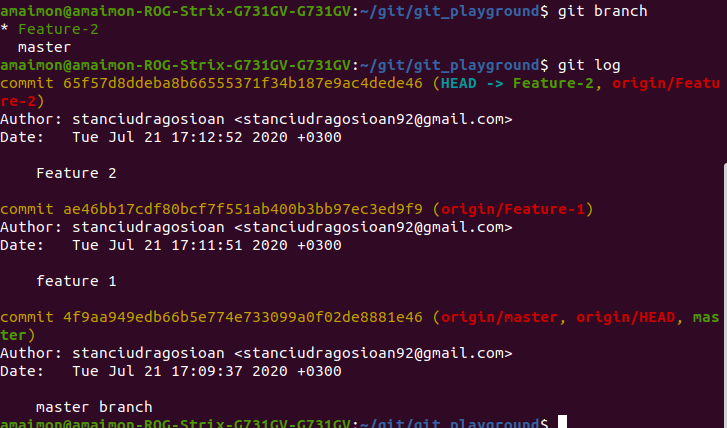 amaimon@amaimon-ROG-Strix-G731GV-G731GV:~/git/git_playground$ git branch
* Feature-2
  master
amaimon@amaimon-ROG-Strix-G731GV-G731GV:~/git/git_playground$ git log
commit 65f57d8ddeba8b66555371f34b187e9ac4dede46 (HEAD -> Feature-2, origin/Featu
re-2)
Author: stanciudragosioan <stanciudragosioan92@gmail.com>
Date:   Tue Jul 21 17:12:52 2020 +0300
    Feature 2
commit ae46bb17cdf80bcf7f551ab400b3bb97ec3ed9f9 (origin/Feature-1)
Author: stanciudragosioan <stanciudragosioan92@gmail.com>
Date:   Tue Jul 21 17:11:51 2020 +0300
    feature 1
commit 4f9aa949edb66b5e774e733099a0f02de8881e46 (origin/master, origin/HEAD, mas
ter)
Author: stanciudragosioan <stanciudragosioan92@gmail.com>
Date:   Tue Jul 21 17:09:37 2020 +0300
    master branch
amaimon@amaimon-ROG-Strix-G731GV-G731GV:~/git/git_playground$